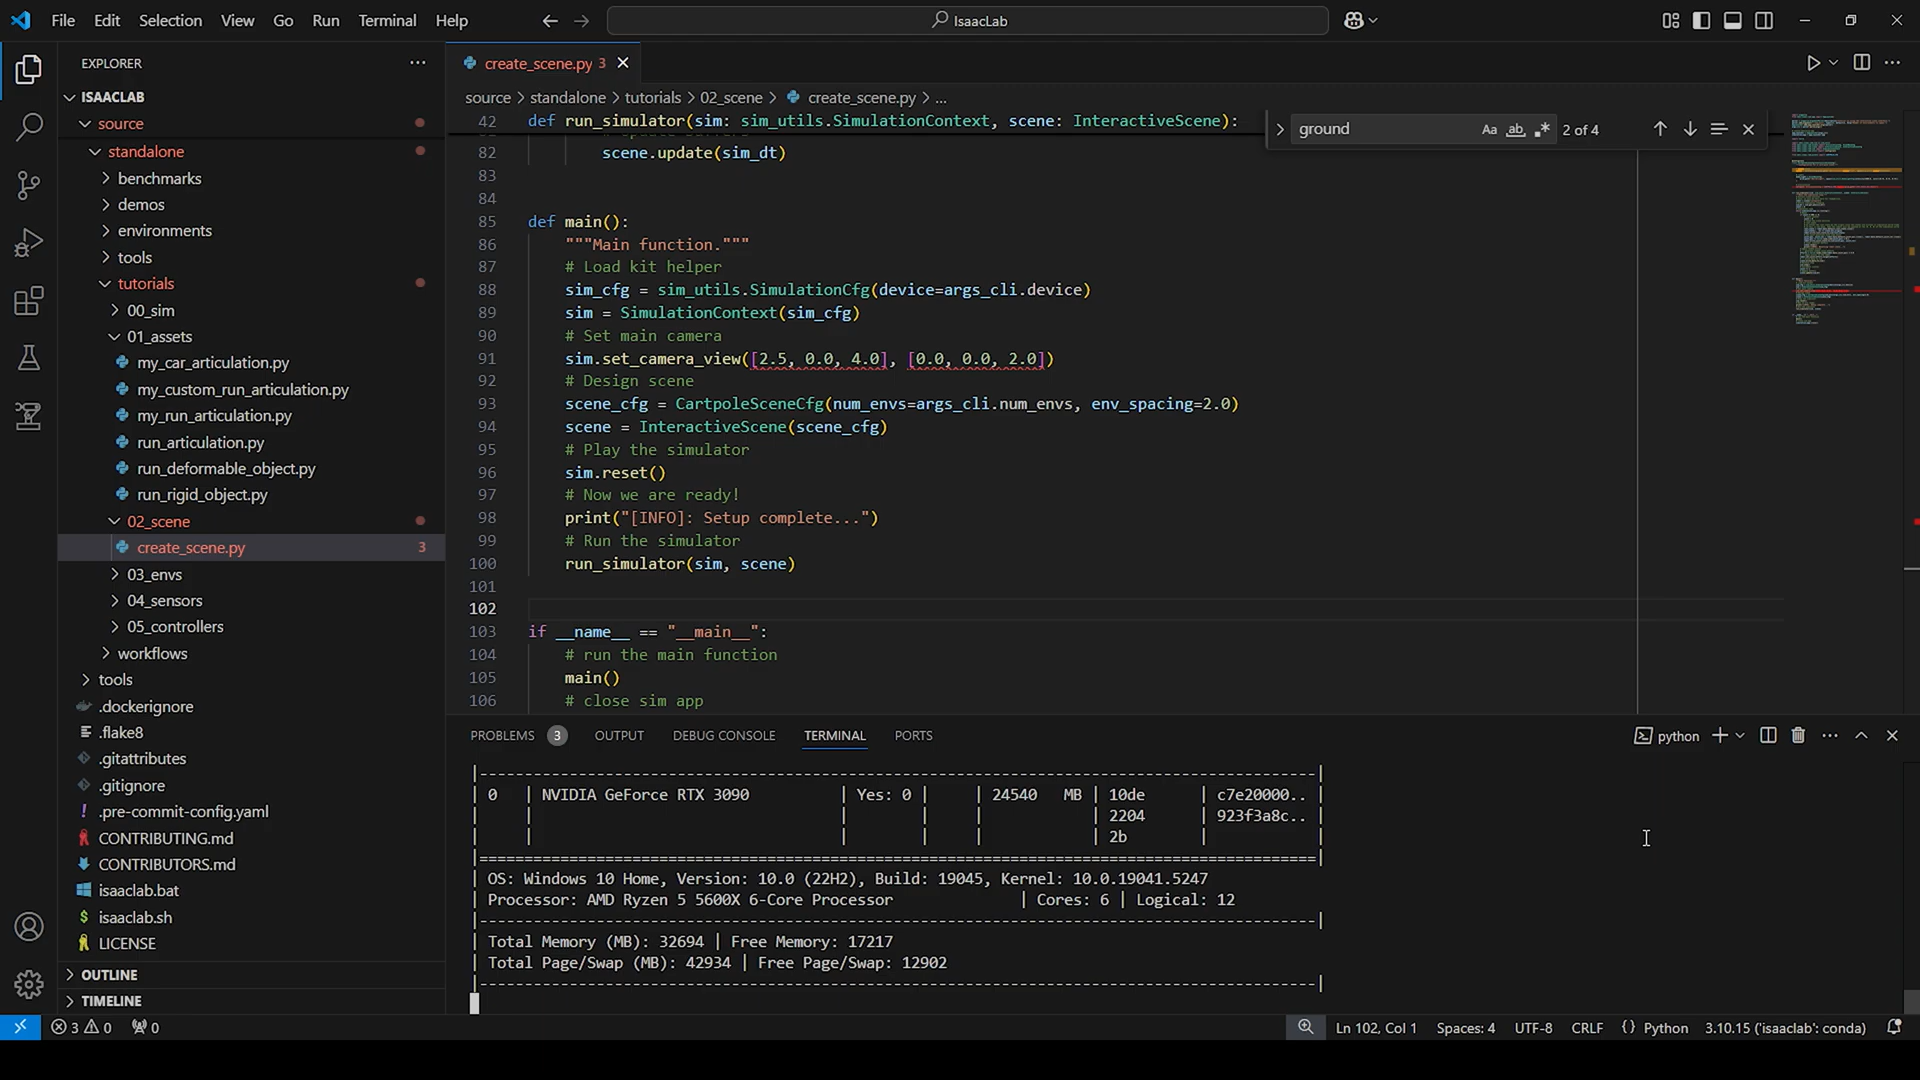 File Edit Selection View Go Run Terminal Help
IsaacLab
EXPLORER
ISAACLAB
source
standalone
benchmarks
demos
environments
tools
tutorials
00_sim
01_assets
my_car_articulation.py
my_custom_run_articulation.py
my_run_articulation.py
run_articulation.py
run_deformable_object.py
run_rigid_object.py
02_scene
create_scene.py 3
03_envs
04_sensors
05_controllers
workflows
tools
.dockerignore
.flake8
.gitattributes
.gitignore
.pre-commit-config.yaml
CONTRIBUTING.md
CONTRIBUTORS.md
isaaclab.bat
isaaclab.sh
LICENSE
OUTLINE
TIMELINE
create_scene.py 3
source > standalone > tutorials > 02_scene > create_scene.py > ...
ground Aa ab 2 of 4
42 def run_simulator(sim: sim_utils.SimulationContext, scene: InteractiveScene):
82 scene.update(sim_dt)
83
84
85 def main():
86 """Main function."""
87 # Load kit helper
88 sim_cfg = sim_utils.SimulationCfg(device=args_cli.device)
89 sim = SimulationContext(sim_cfg)
90 # Set main camera
91 sim.set_camera_view([2.5, 0.0, 4.0], [0.0, 0.0, 2.0])
92 # Design scene
93 scene_cfg = CartpoleSceneCfg(num_envs=args_cli.num_envs, env_spacing=2.0)
94 scene = InteractiveScene(scene_cfg)
95 # Play the simulator
96 sim.reset()
97 # Now we are ready!
98 print("[INFO]: Setup complete...")
99 # Run the simulator
100 run_simulator(sim, scene)
101
102
103 if __name__ == "__main__":
104 # run the main function
105 main()
106 # close sim app
PROBLEMS 3 OUTPUT DEBUG CONSOLE TERMINAL PORTS
python
|---------------------------------------------------------------------------------------------|
| 0 | NVIDIA GeForce RTX 3090 | Yes: 0 | | 24540 MB | 10de | c7e20000.. |
| | | | | | 2204 | 923f3a8c.. |
| | | | | | 2b | |
|=============================================================================================|
| OS: Windows 10 Home, Version: 10.0 (22H2), Build: 19045, Kernel: 10.0.19041.5247
| Processor: AMD Ryzen 5 5600X 6-Core Processor | Cores: 6 | Logical: 12
|---------------------------------------------------------------------------------------------|
| Total Memory (MB): 32694 | Free Memory: 17217
| Total Page/Swap (MB): 42934 | Free Page/Swap: 12902
|---------------------------------------------------------------------------------------------|
3 0 0 Ln 102, Col 1 Spaces: 4 UTF-8 CRLF {} Python 3.10.15 ('isaaclab': conda)